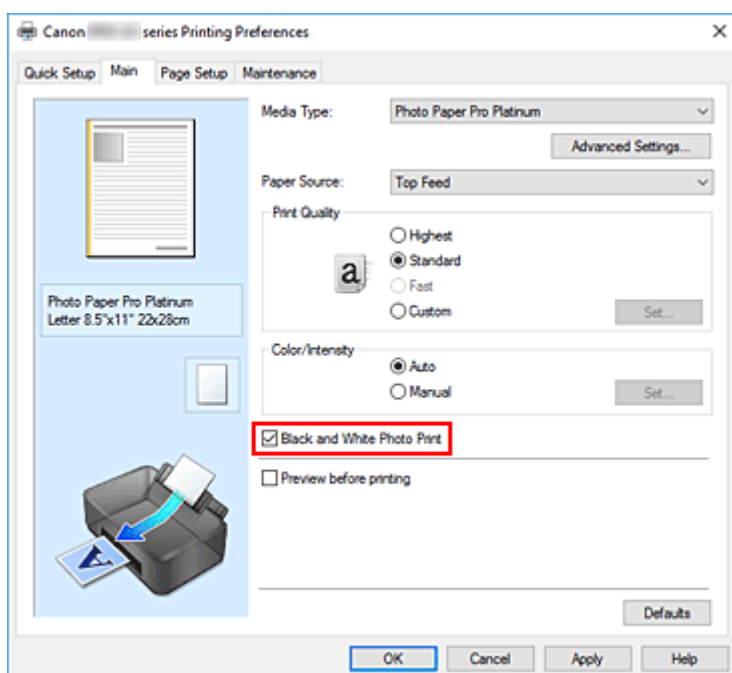 Canon series Printing Preferences
Quick Setup Main Page Setup Maintenance
Media Type: Photo Paper Pro Platinum
Advanced Settings...
Paper Source: Top Feed
Print Quality
Highest
a Standard
Fast
Custom Set...
Photo Paper Pro Platinum
Letter 8.5"x11" 22x28cm
Color/Intensity
Auto
Manual Set...
Black and White Photo Print
Preview before printing
A
Defaults
OK Cancel Apply Help